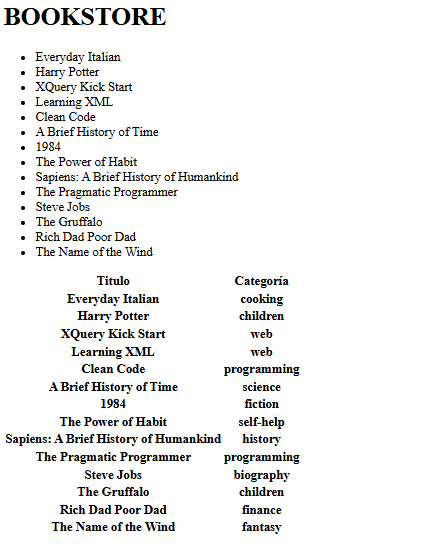 BOOKSTORE
Everyday Italian
Harry Potter
XQuery Kick Start
Learning XML
Clean Code
A Brief History of Time
1984
The Power of Habit
Sapiens: A Brief History of Humankind
The Pragmatic Programmer
Steve Jobs
The Gruffalo
Rich Dad Poor Dad
The Name of the Wind
Titulo Categoría
Everyday Italian cooking
Harry Potter children
XQuery Kick Start web
Learning XML web
Clean Code programming
A Brief History of Time science
1984 fiction
The Power of Habit self-help
Sapiens: A Brief History of Humankind history
The Pragmatic Programmer programming
Steve Jobs biography
The Gruffalo children
Rich Dad Poor Dad finance
The Name of the Wind fantasy